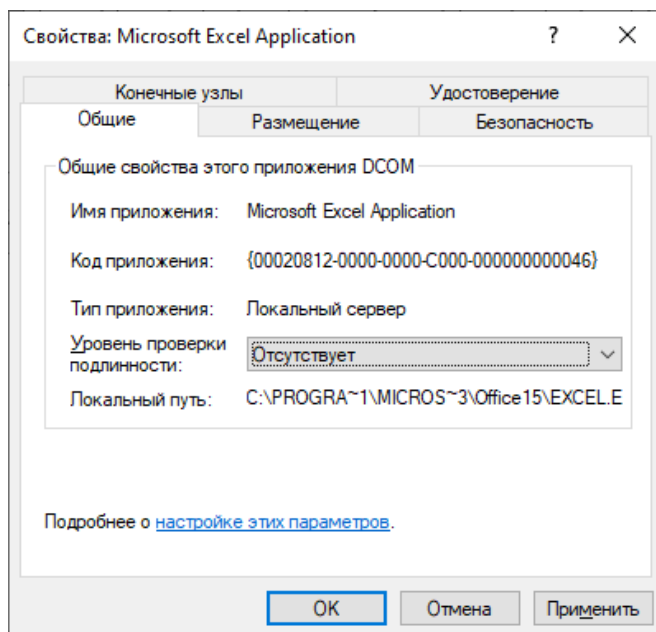 Свойства: Microsoft Excel Application ? ×
Конечные узлы Удостоверение
Общие Размещение Безопасность
Общие свойства этого приложения DCOM
Имя приложения: Microsoft Excel Application
Код приложения: {00020812-0000-0000-C000-000000000046}
Тип приложения: Локальный сервер
Уровень проверки
подлинности: Отсутствует
Локальный путь: C:\PROGRA~1\MICROS~3\Office15\EXCEL.E
Подробнее о настройке этих параметров.
OK Отмена Применить